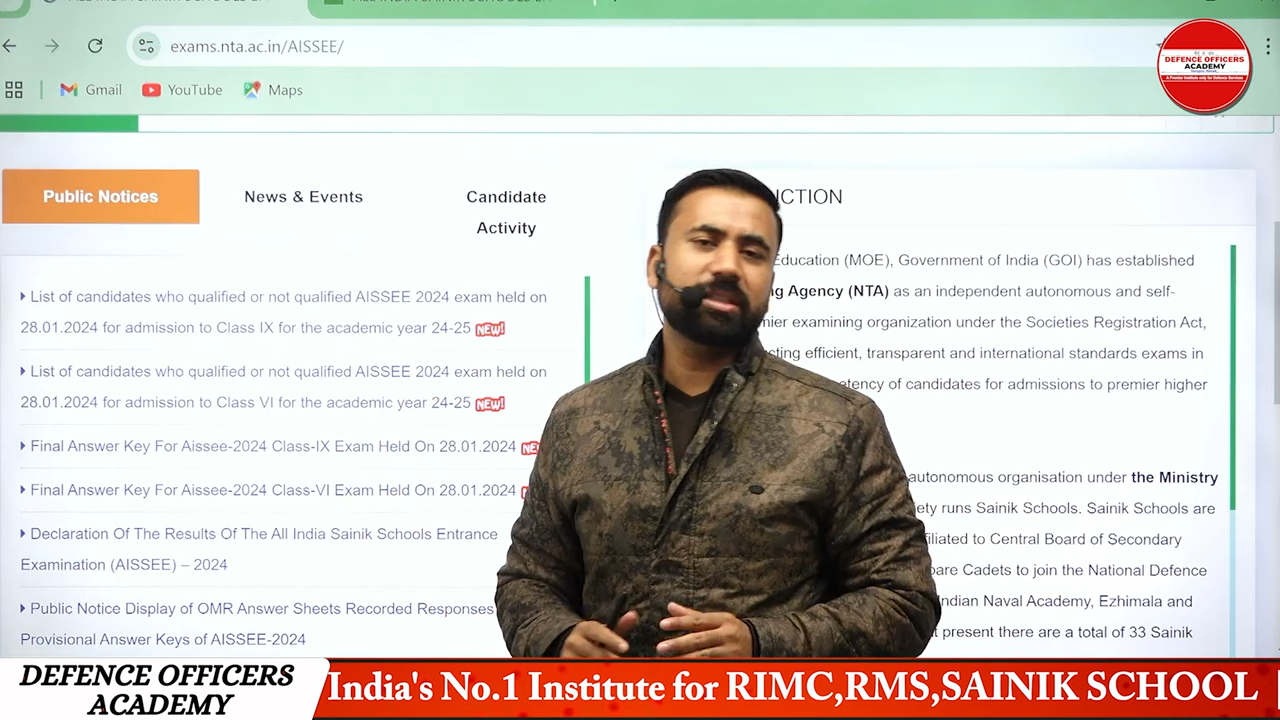 exams.nta.ac.in/AISSEE/
Gmail
YouTube
Maps
DEFENCE OFFICERS
ACADEMY
A Premier Institute only for Defence Services
Public Notices
News & Events
Candidate
Activity
List of candidates who qualified or not qualified AISSEE 2024 exam held on
28.01.2024 for admission to Class IX for the academic year 24-25 NEW!
List of candidates who qualified or not qualified AISSEE 2024 exam held on
28.01.2024 for admission to Class VI for the academic year 24-25 NEW!
Final Answer Key For Aissee-2024 Class-IX Exam Held On 28.01.2024
Final Answer Key For Aissee-2024 Class-VI Exam Held On 28.01.2024
Declaration Of The Results Of The All India Sainik Schools Entrance
Examination (AISSEE) – 2024
Public Notice Display of OMR Answer Sheets Recorded Responses
Provisional Answer Keys of AISSEE-2024
Education (MOE), Government of India (GOI) has established
Agency (NTA) as an independent autonomous and self-
examining organization under the Societies Registration Act,
efficient, transparent and international standards exams in
of candidates for admissions to premier higher
autonomous organisation under the Ministry
runs Sainik Schools. Sainik Schools are
to Central Board of Secondary
Cadets to join the National Defence
Indian Naval Academy, Ezhimala and
present there are a total of 33 Sainik
DEFENCE OFFICERS
ACADEMY
India's No.1 Institute for RIMC,RMS,SAINIK SCHOOL